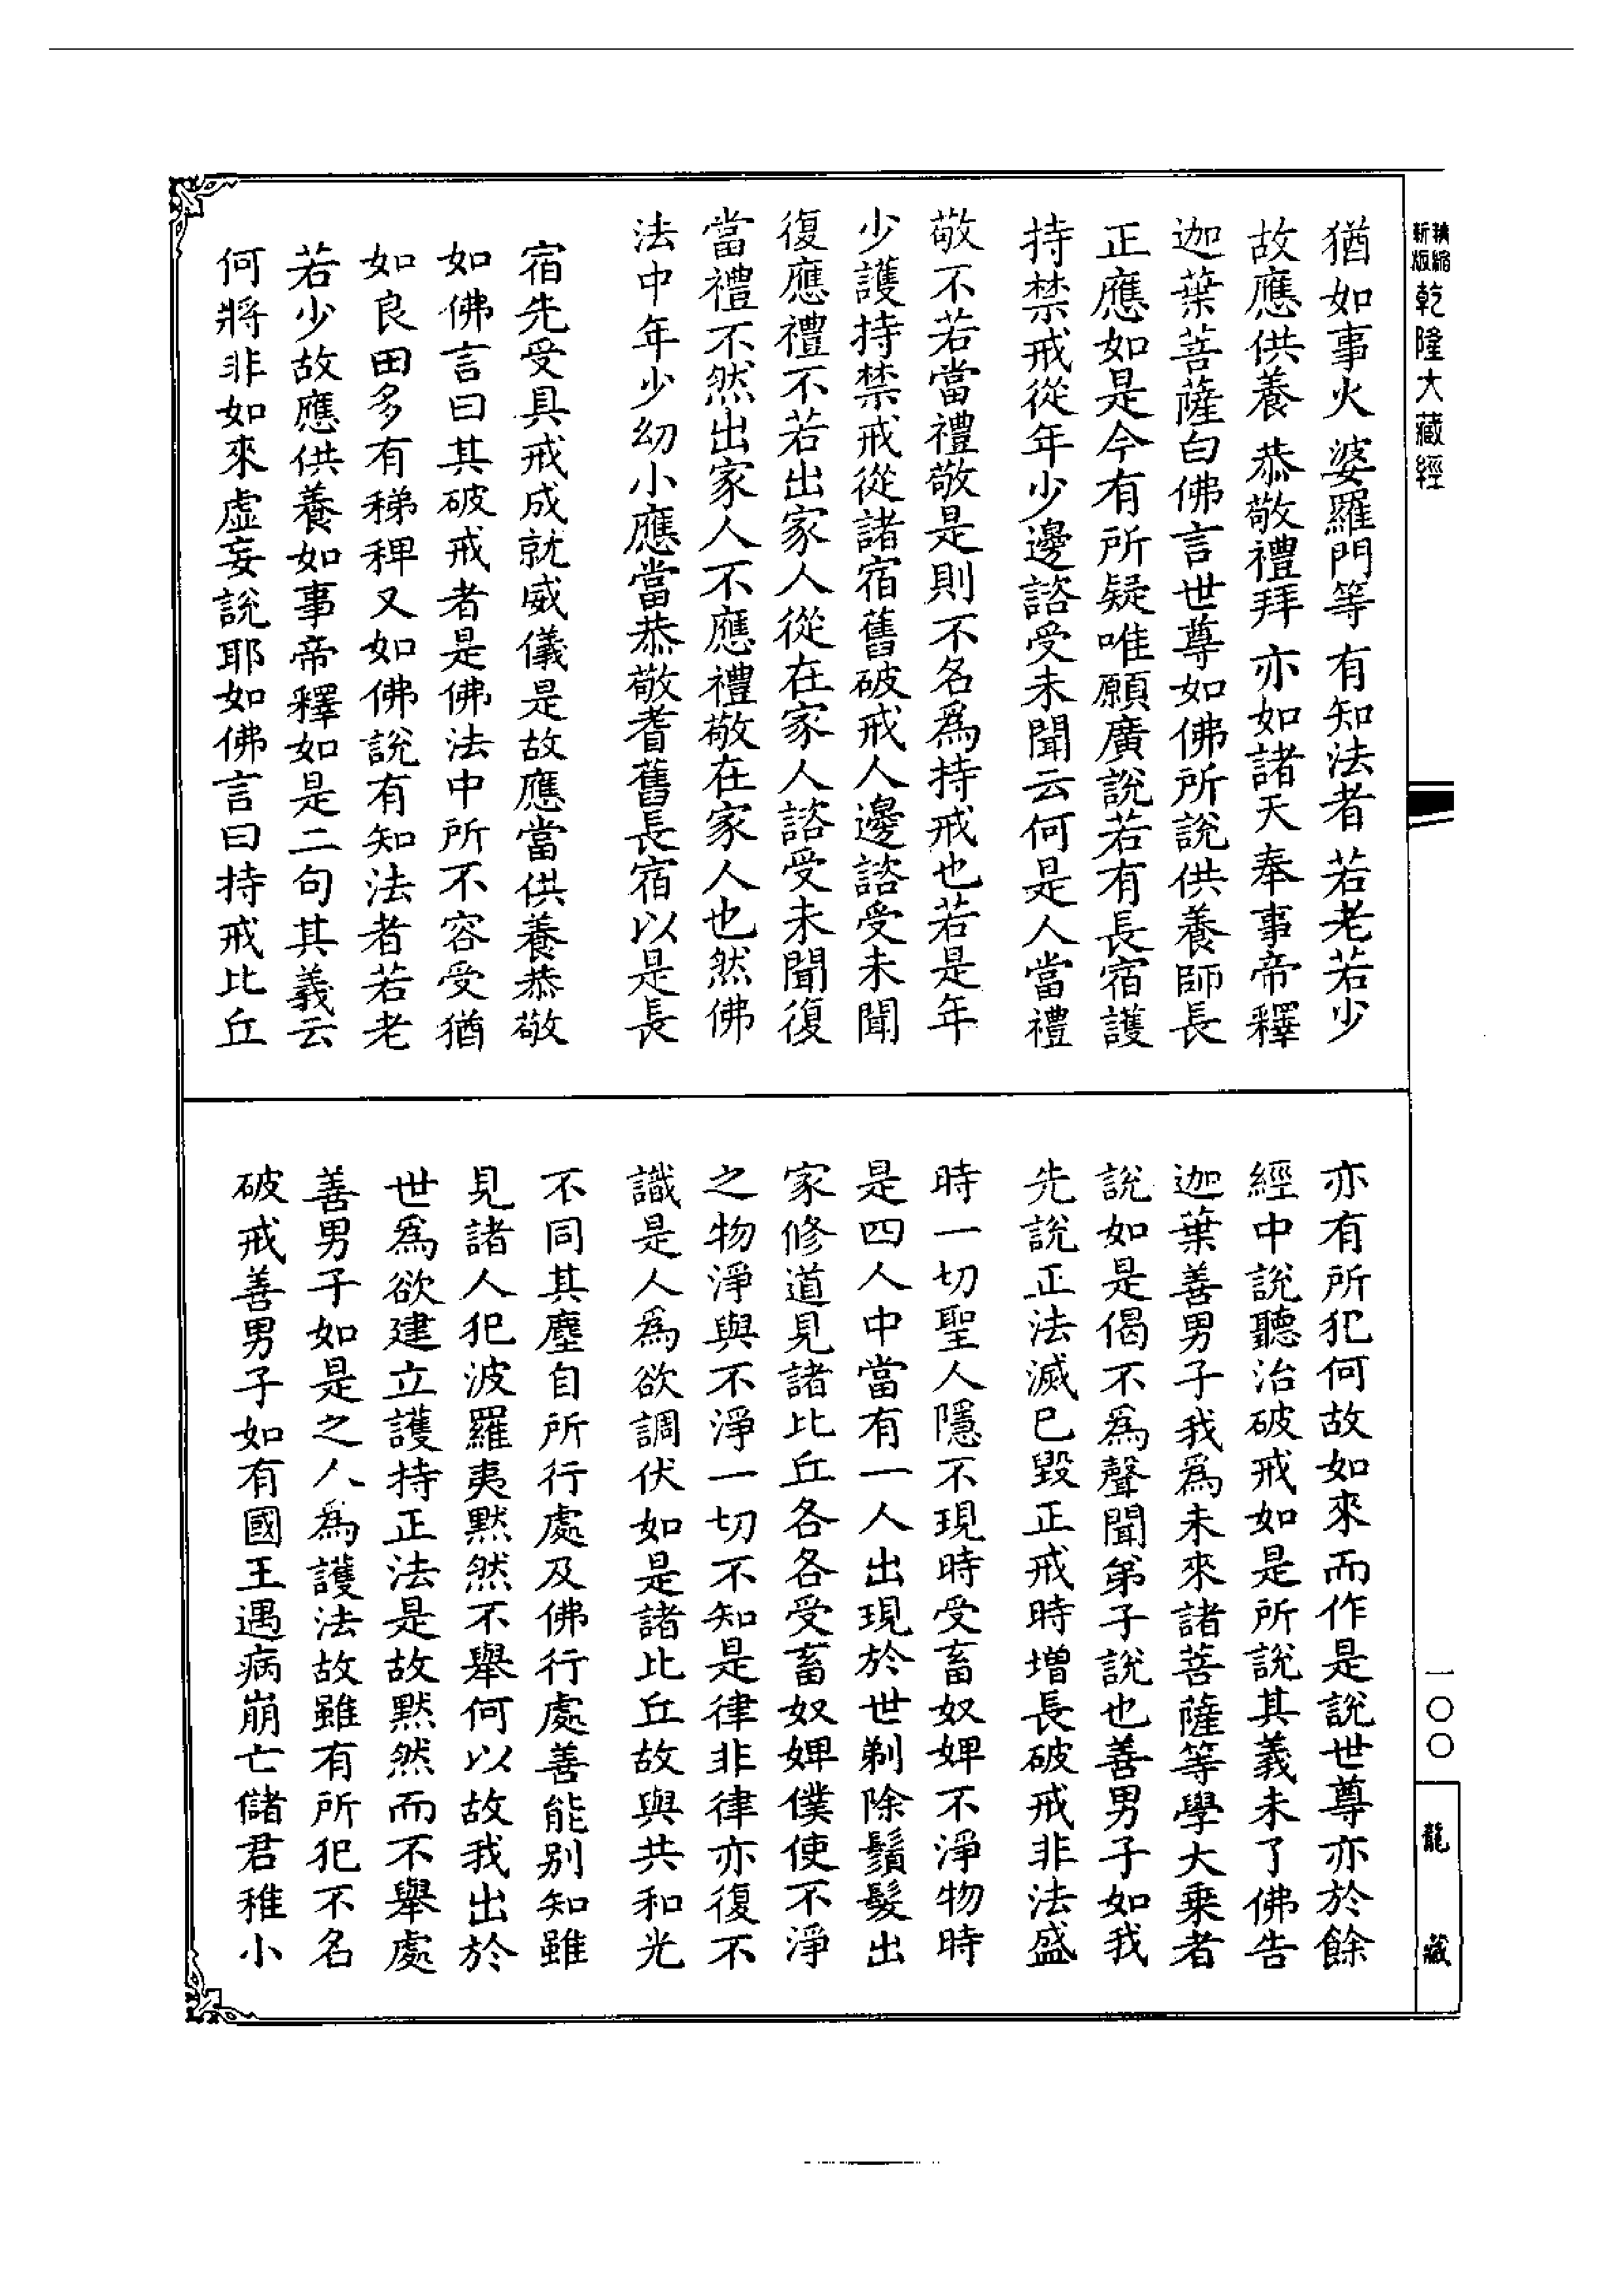 精縮新版乾隆大藏經
猶如事火 婆羅門等 有知法者 若老若少
故應供養 恭敬禮拜 亦如諸天 奉事帝釋
迦葉菩薩白佛言世尊如佛所說供養師長
正應如是今有所疑唯願廣說若有長宿護
持禁戒從年少邊諮受未聞云何是人當禮
敬不若當禮敬是則不名爲持戒也若是年
少護持禁戒從諸宿舊破戒人邊諮受未聞
復應禮不若出家人從在家人諮受未聞復
當禮不然出家人不應禮敬在家人也然佛
法中年少幼小應當恭敬耆舊長宿以是長
宿先受具戒成就威儀是故應當供養恭敬
如佛言曰其破戒者是佛法中所不容受猶
如良田多有稊稗又如佛說有知法者若老
若少故應供養如事帝釋如是二句其義云
何將非如來虛妄說耶如佛言曰持戒比丘
亦有所犯何故如來而作是說世尊亦於餘
經中說聽治破戒如是所說其義未了佛告
迦葉善男子我爲未來諸菩薩等學大乘者
說如是偈不爲聲聞弟子說也善男子如我
先說正法滅已毀正戒時增長破戒非法盛
時一切聖人隱不現時受畜奴婢不淨物時
是四人中當有一人出現於世剃除鬚髮出
家修道見諸比丘各各受畜奴婢僕使不淨
之物淨與不淨一切不知是律非律亦復不
識是人爲欲調伏如是諸比丘故與共和光
不同其塵自所行處及佛行處善能別知雖
見諸人犯波羅夷默然不舉何以故我出於
世爲欲建立護持正法是故默然而不舉處
善男子如是之人爲護法故雖有所犯不名
破戒善男子如有國王遇病崩亡儲君稚小
一〇〇
龍藏